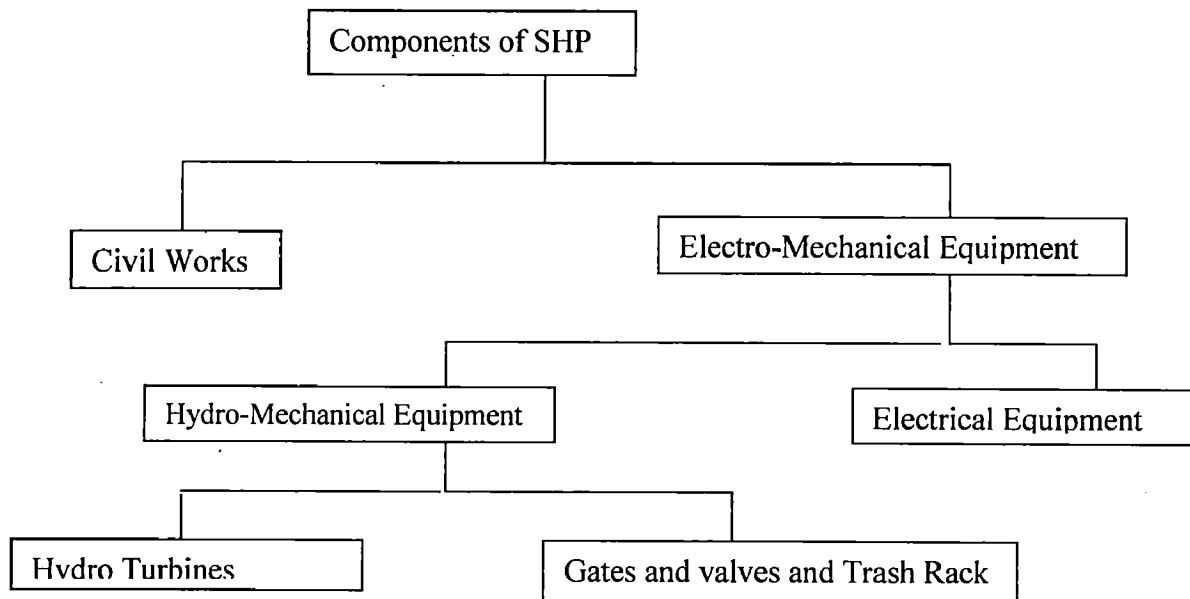 Components of SHP
Civil Works
Electro-Mechanical Equipment
Hydro-Mechanical Equipment
Electrical Equipment
Hydro Turbines
Gates and valves and Trash Rack